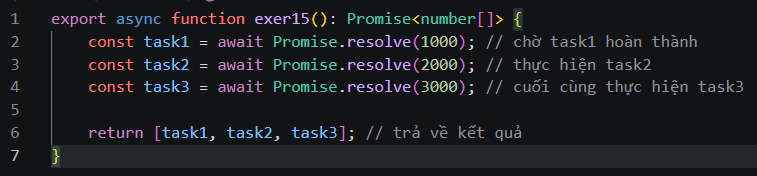 1 export async function exer15(): Promise<number[]> {
2 const task1 = await Promise.resolve(1000); // chờ task1 hoàn thành
3 const task2 = await Promise.resolve(2000); // thực hiện task2
4 const task3 = await Promise.resolve(3000); // cuối cùng thực hiện task3
5
6 return [task1, task2, task3]; // trả về kết quả
7 }